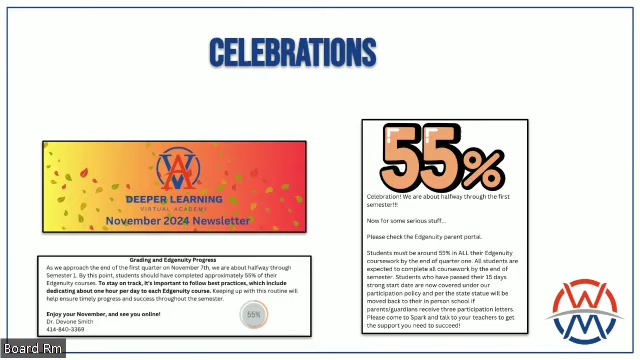 CELEBRATIONS
DEEPER LEARNING
VIRTUAL ACADEMY
November 2024 Newsletter
Grading and Edgenuity Progress
As we approach the end of the first quarter on November 7th, we are about halfway through
Semester 1. By this point, students should have completed approximately 55% of their
Edgenuity courses. To stay on track, it's important to follow best practices, which include
dedicating about one hour per day to each Edgenuity course. Keeping up with this routine will
help ensure timely progress and success throughout the semester.
Enjoy your November, and see you online!
Dr. Devone Smith
414-840-3369
55%
55%
Celebration! We are about halfway through the first
semester!!!
Now for some serious stuff...
Please check the Edgenuity parent portal.
Students must be around 55% in ALL their Edgenuity
coursework by the end of quarter one. All students are
expected to complete all coursework by the end of
semester. Students who have passed their 15 days
strong start date are now covered under our
participation policy and per the state statue will be
moved back to their in person school if
parents/guardians receive three participation letters.
Please come to Spark and talk to your teachers to get
the support you need to succeed!
Board Rm